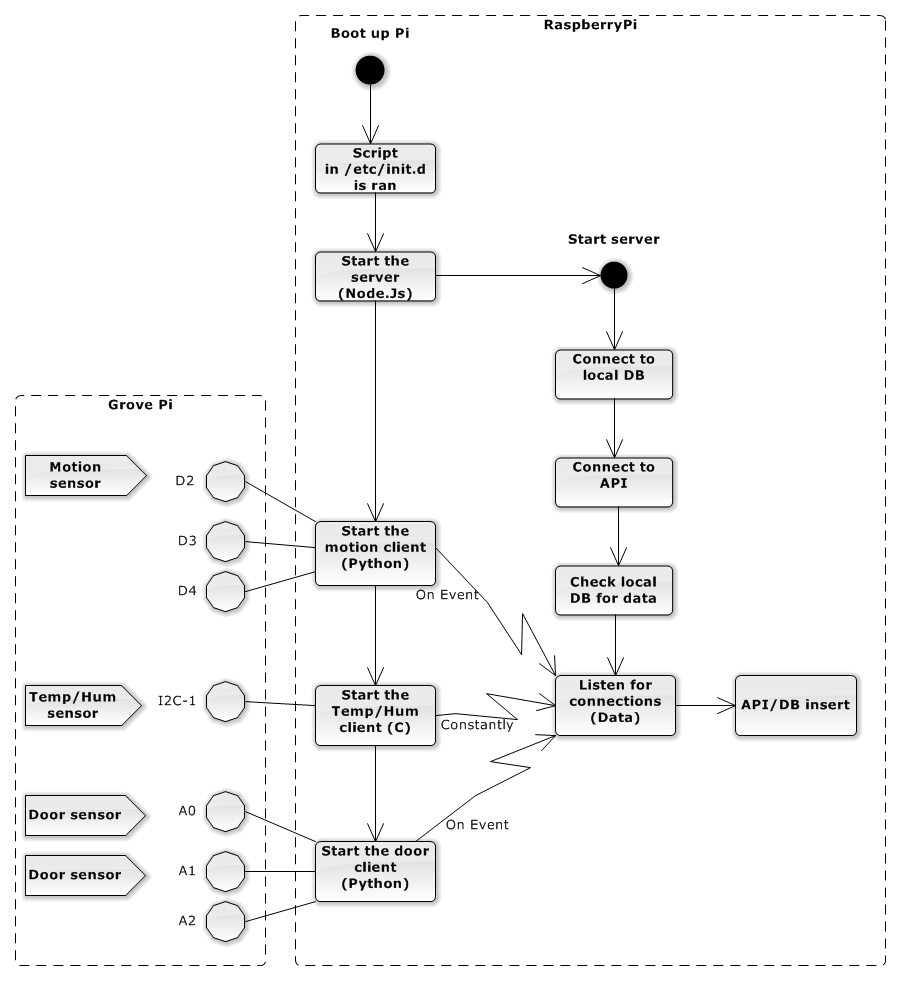 RaspberryPi
Boot up Pi
Script
in /etc/init.d
is ran
Start the
server
(Node.Js)
Start server
Connect to
local DB
Connect to
API
Check local
DB for data
Listen for
connections
(Data)
API/DB insert
Grove Pi
Motion
sensor
D2
D3
D4
Start the
motion client
(Python)
On Event
Temp/Hum
sensor
I2C-1
Start the
Temp/Hum
client (C)
Constantly
Door sensor
Door sensor
A0
A1
A2
Start the door
client
(Python)
On Event